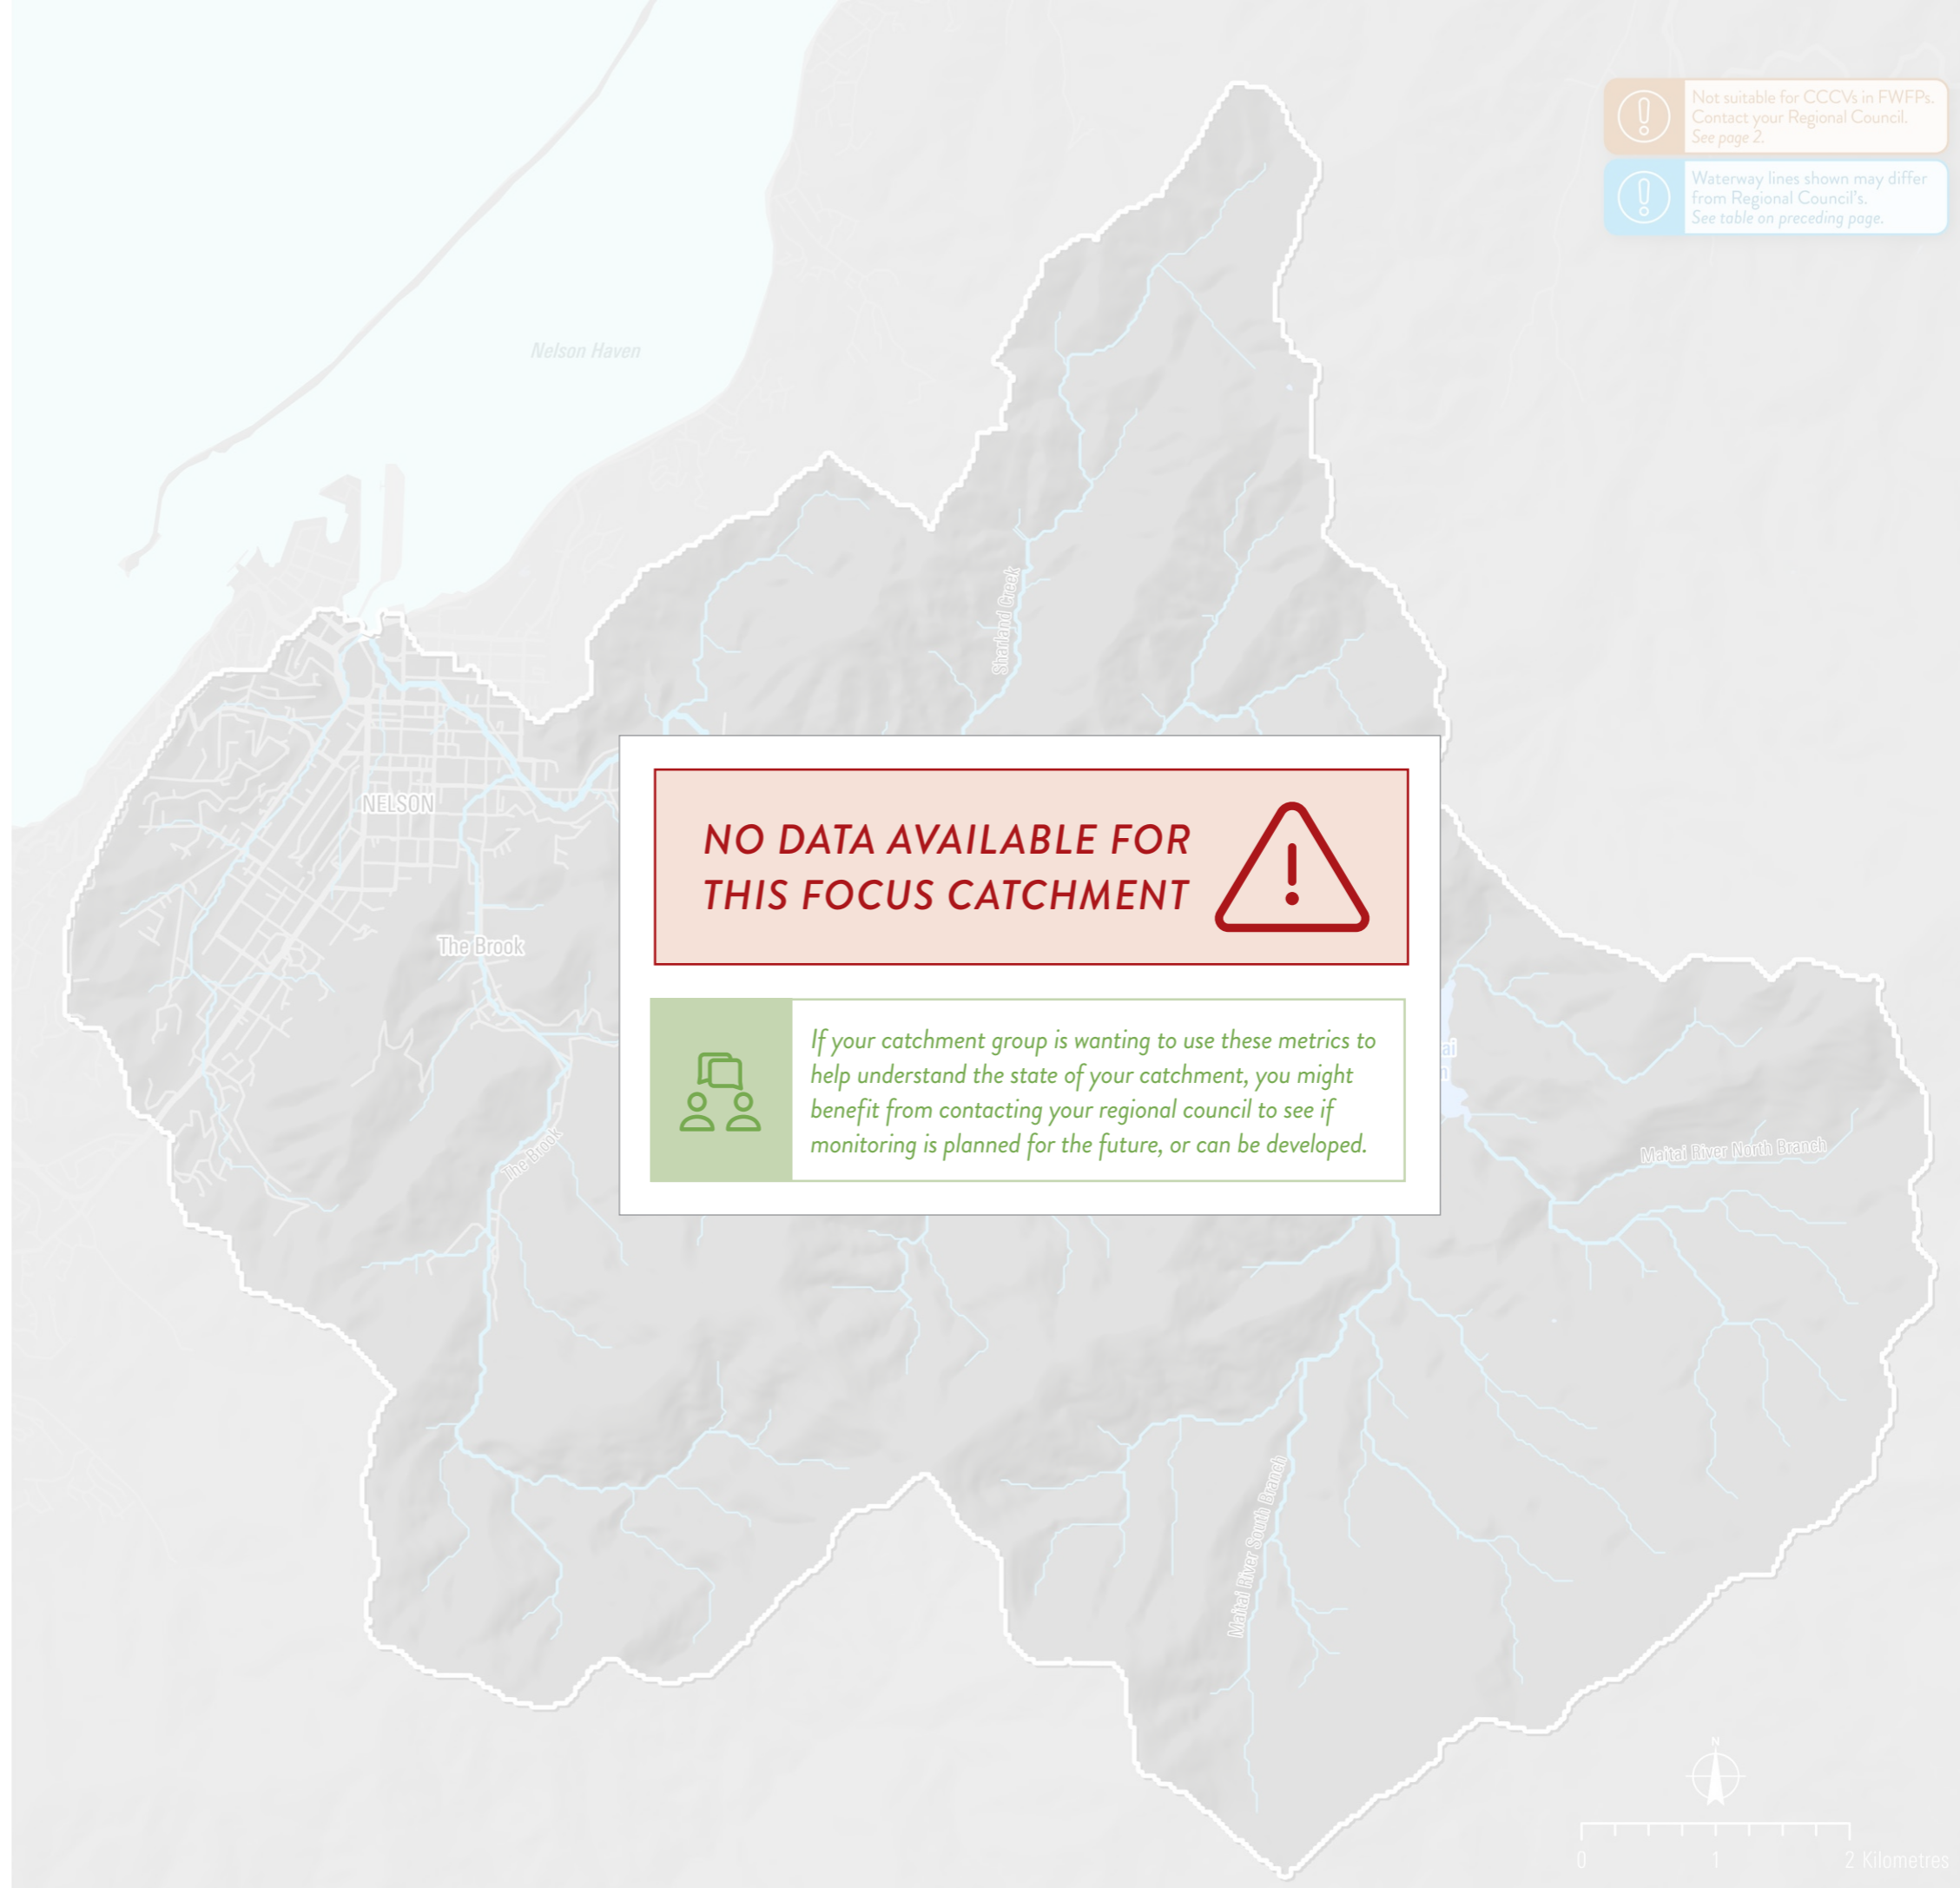 Not suitable for CCCVs in FWFPs.
Contact your Regional Council.
See page 2.
Waterway lines shown may differ
from Regional Council's.
See table on preceding page.
Nelson Haven
Sharland Creek
NELSON
NO DATA AVAILABLE FOR
THIS FOCUS CATCHMENT
The Brook
If your catchment group is wanting to use these metrics to
help understand the state of your catchment, you might
benefit from contacting your regional council to see if
monitoring is planned for the future, or can be developed.
The Brook
Maitai River North Branch
Maitai River South Branch
N
0 1 2 Kilometres